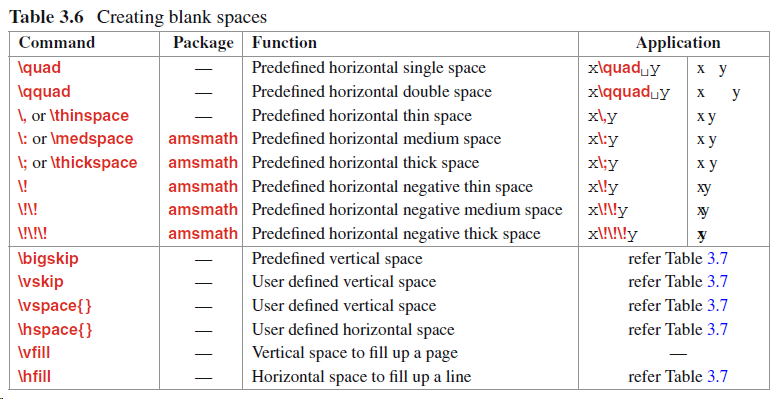 Table 3.6 Creating blank spaces
Command Package Function Application
\quad — Predefined horizontal single space x\quad␣y x y
\qquad — Predefined horizontal double space x\qquad␣y x y
\, or \thinspace — Predefined horizontal thin space x\,y x y
\: or \medspace amsmath Predefined horizontal medium space x\:y x y
\; or \thickspace amsmath Predefined horizontal thick space x\;y x y
\! amsmath Predefined horizontal negative thin space x\!y xy
\!\! amsmath Predefined horizontal negative medium space x\!\!y xy
\!\!\! amsmath Predefined horizontal negative thick space x\!\!\!y xy
\bigskip — Predefined vertical space refer Table 3.7
\vskip — User defined vertical space refer Table 3.7
\vspace{} — User defined vertical space refer Table 3.7
\hspace{} — User defined horizontal space refer Table 3.7
\vfill — Vertical space to fill up a page —
\hfill — Horizontal space to fill up a line refer Table 3.7